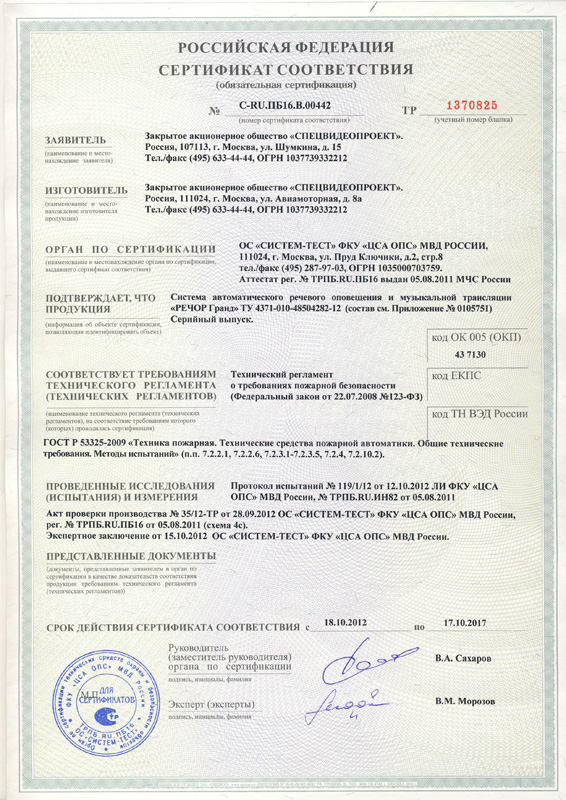 РОССИЙСКАЯ ФЕДЕРАЦИЯ
СЕРТИФИКАТ СООТВЕТСТВИЯ
(обязательная сертификация)
№ C-RU.ПБ16.В.00442 ТР 1370825
(номер сертификата соответствия) (учетный номер бланка)
ЗАЯВИТЕЛЬ
(наименование и место-
нахождение заявителя)
Закрытое акционерное общество «СПЕЦВИДЕОПРОЕКТ».
Россия, 107113, г. Москва, ул. Шумкина, д. 15
Тел./факс (495) 633-44-44, ОГРН 1037739332212
ИЗГОТОВИТЕЛЬ
(наименование и место-
нахождение изготовителя
продукции)
Закрытое акционерное общество «СПЕЦВИДЕОПРОЕКТ».
Россия, 111024, г. Москва, ул. Авиамоторная, д. 8а
Тел./факс (495) 633-44-44, ОГРН 1037739332212
ОРГАН ПО СЕРТИФИКАЦИИ
(наименование и местонахождение органа по сертификации,
выдавшего сертификат соответствия)
ОС «СИСТЕМ-ТЕСТ» ФКУ «ЦСА ОПС» МВД РОССИИ,
111024, г. Москва, ул. Пруд Ключики, д.2, стр.8
тел./факс (495) 287-97-03, ОГРН 1035000703759.
Аттестат рег. № ТРПБ.RU.ПБ16 выдан 05.08.2011 МЧС России
ПОДТВЕРЖДАЕТ, ЧТО
ПРОДУКЦИЯ
(информация об объекте сертификации,
позволяющая идентифицировать объект)
Система автоматического речевого оповещения и музыкальной трансляции
«РЕЧОР Гранд» ТУ 4371-010-48504282-12 (состав см. Приложение № 0105751)
Серийный выпуск.
код ОК 005 (ОКП)
43 7130
код ЕКПС
код ТН ВЭД России
СООТВЕТСТВУЕТ ТРЕБОВАНИЯМ
ТЕХНИЧЕСКОГО РЕГЛАМЕНТА
(ТЕХНИЧЕСКИХ РЕГЛАМЕНТОВ)
(наименование технического регламента (технических
регламентов), на соответствие требованиям которого
(которых) проводилась сертификация)
Технический регламент
о требованиях пожарной безопасности
(Федеральный закон от 22.07.2008 №123-ФЗ)
ГОСТ Р 53325-2009 «Техника пожарная. Технические средства пожарной автоматики. Общие технические
требования. Методы испытаний» (п.п. 7.2.2.1, 7.2.2.6, 7.2.3.1-7.2.3.5, 7.2.4, 7.2.10.2).
ПРОВЕДЕННЫЕ ИССЛЕДОВАНИЯ
(ИСПЫТАНИЯ) И ИЗМЕРЕНИЯ
Протокол испытаний № 119/1/12 от 12.10.2012 ЛИ ФКУ «ЦСА
ОПС» МВД России, № ТРПБ.RU.ИН82 от 05.08.2011
Акт проверки производства № 35/12-ТР от 28.09.2012 ОС «СИСТЕМ-ТЕСТ» ФКУ «ЦСА ОПС» МВД России,
рег. № ТРПБ.RU.ПБ16 от 05.08.2011 (схема 4с).
Экспертное заключение от 15.10.2012 ОС «СИСТЕМ-ТЕСТ» ФКУ «ЦСА ОПС» МВД России.
ПРЕДСТАВЛЕННЫЕ ДОКУМЕНТЫ
(документы, представленные заявителем в орган по
сертификации в качестве доказательств соответствия
продукции требованиям технического регламента
(технических регламентов))
СРОК ДЕЙСТВИЯ СЕРТИФИКАТА СООТВЕТСТВИЯ с 18.10.2012 по 17.10.2017
Руководитель
(заместитель руководителя)
органа по сертификации
подпись, инициалы, фамилия
В.А. Сахаров
Эксперт (эксперты)
подпись, инициалы, фамилия
В.М. Морозов
М.П.
ФКУ «ЦСА ОПС» МВД РОССИИ
ДЛЯ
СЕРТИФИКАТОВ
ТРПБ.RU.ПБ16
ОС "СИСТЕМ-ТЕСТ"